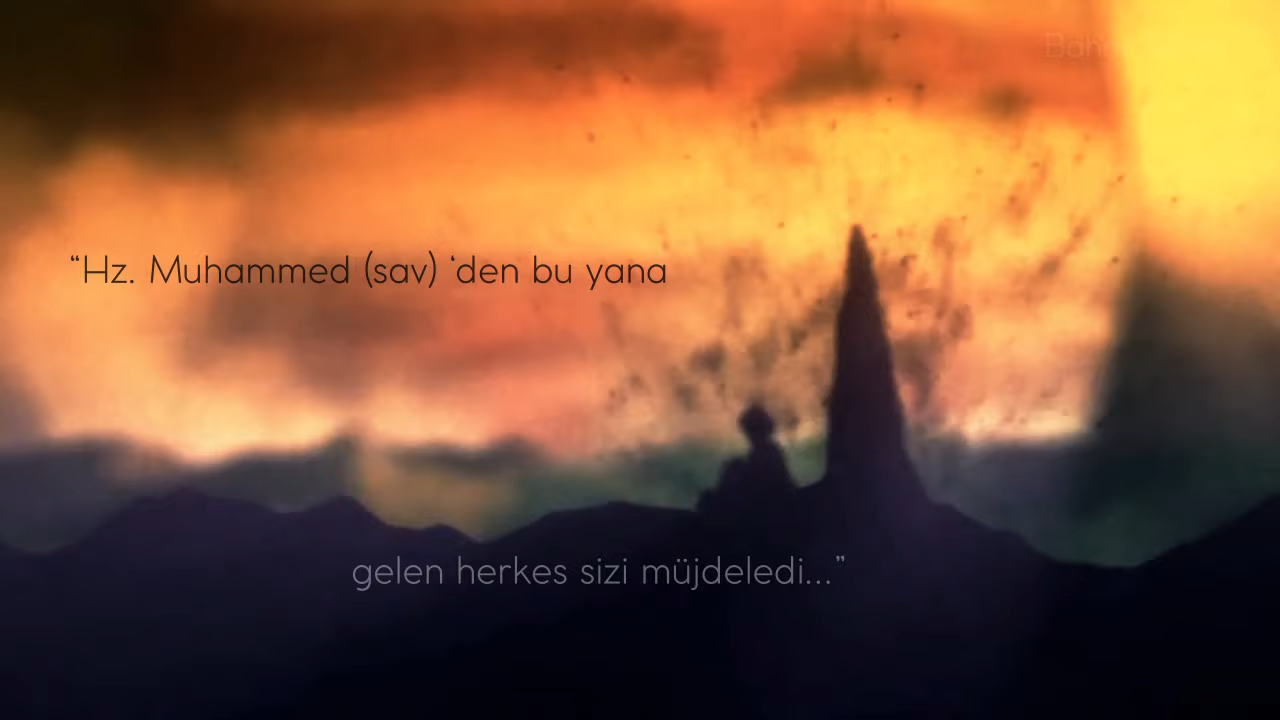 “Hz. Muhammed (sav) ‘den bu yana
gelen herkes sizi müjdeledi...”